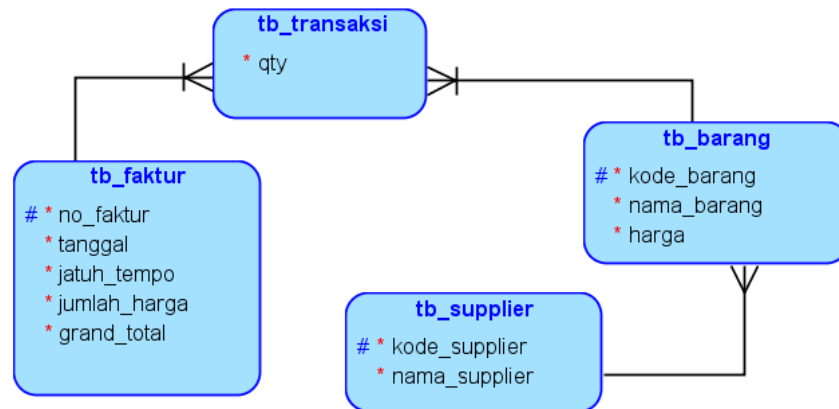 tb_transaksi
* qty
tb_faktur
# * no_faktur
* tanggal
* jatuh_tempo
* jumlah_harga
* grand_total
tb_barang
# * kode_barang
* nama_barang
* harga
tb_supplier
# * kode_supplier
* nama_supplier